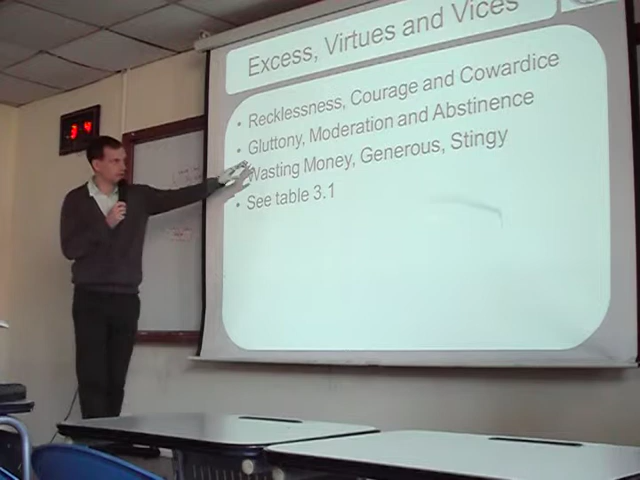 Excess, Virtues and Vices
• Recklessness, Courage and Cowardice
• Gluttony, Moderation and Abstinence
Wasting Money, Generous, Stingy
• See table 3.1